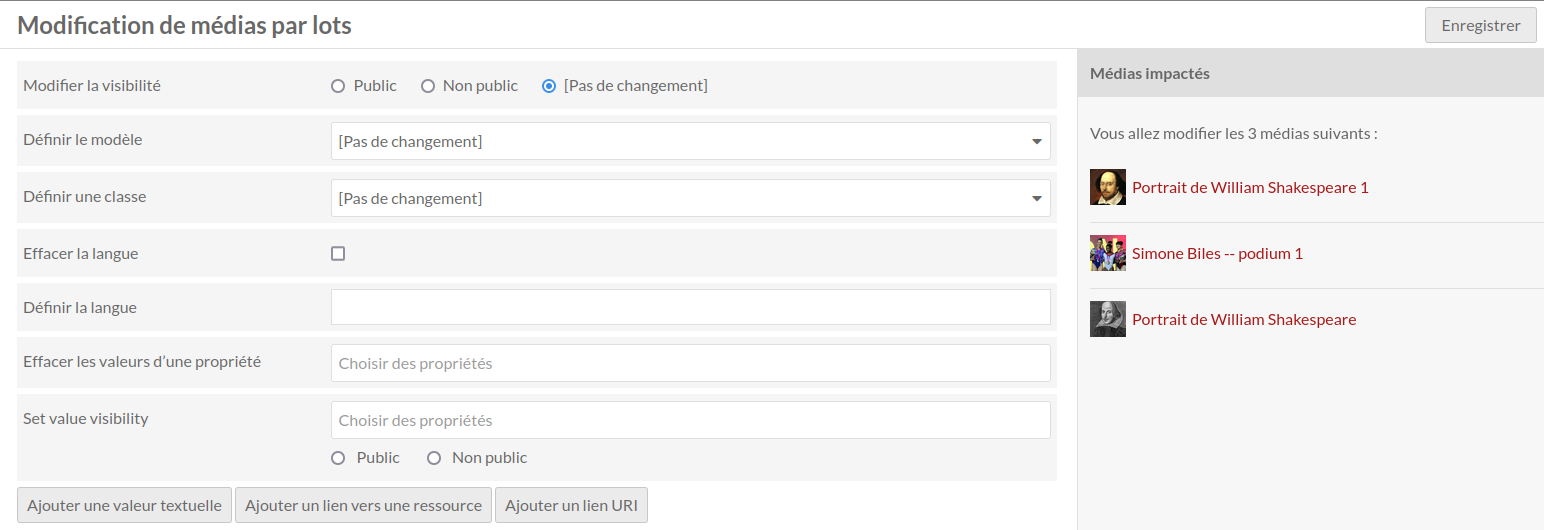 Modification de médias par lots
Enregistrer
Modifier la visibilité
Public Non public [Pas de changement]
Définir le modèle
[Pas de changement]
Définir une classe
[Pas de changement]
Effacer la langue
Définir la langue
Effacer les valeurs d’une propriété
Choisir des propriétés
Set value visibility
Choisir des propriétés
Public Non public
Ajouter une valeur textuelle
Ajouter un lien vers une ressource
Ajouter un lien URI
Médias impactés
Vous allez modifier les 3 médias suivants :
Portrait de William Shakespeare 1
Simone Biles -- podium 1
Portrait de William Shakespeare